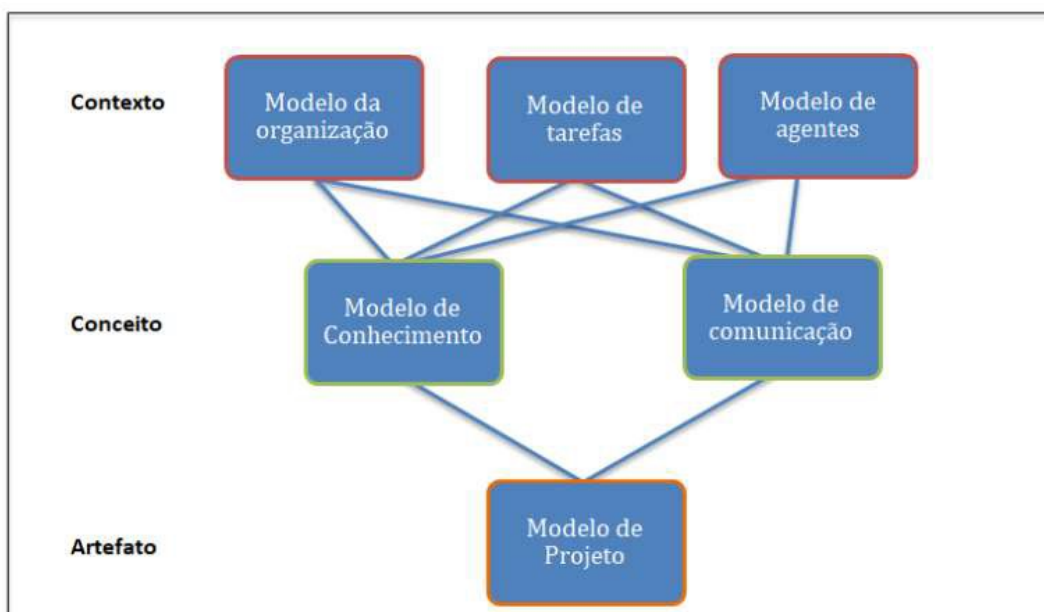 Contexto
Modelo da
organização
Modelo de
tarefas
Modelo de
agentes
Conceito
Modelo de
Conhecimento
Modelo de
comunicação
Artefato
Modelo de
Projeto